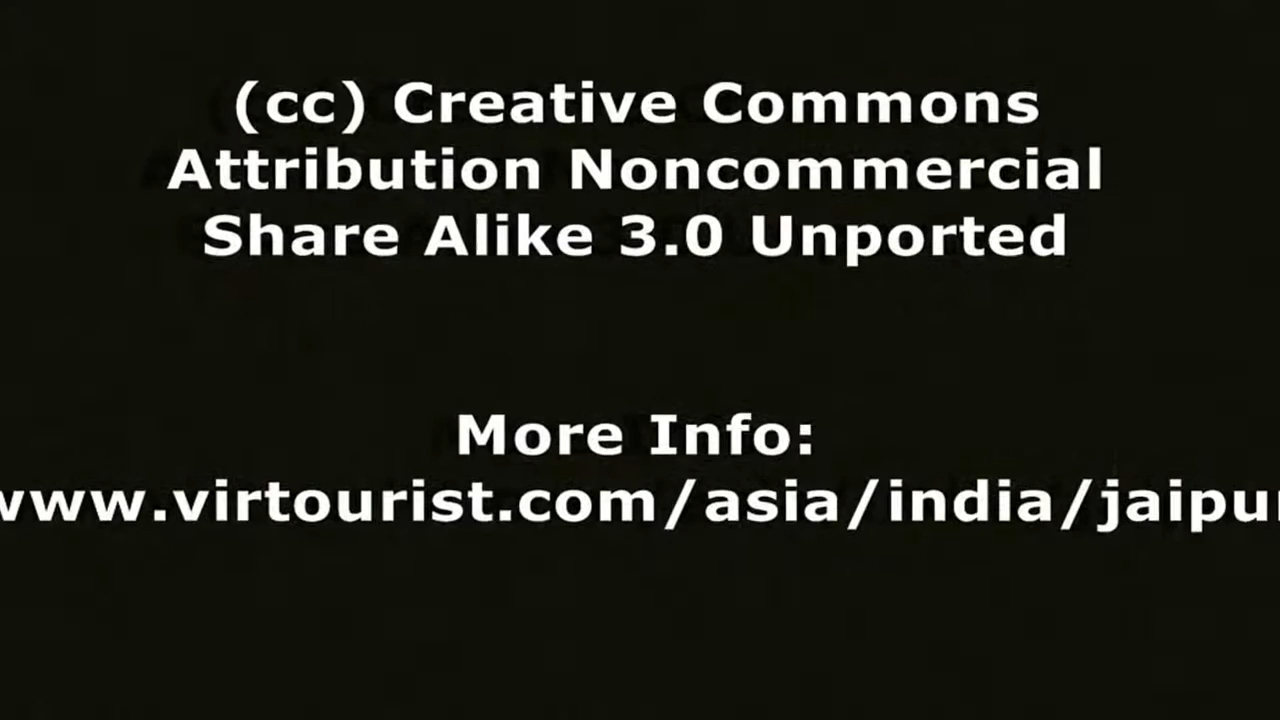 (cc) Creative Commons
Attribution Noncommercial
Share Alike 3.0 Unported
More Info:
www.virtourist.com/asia/india/jaipu